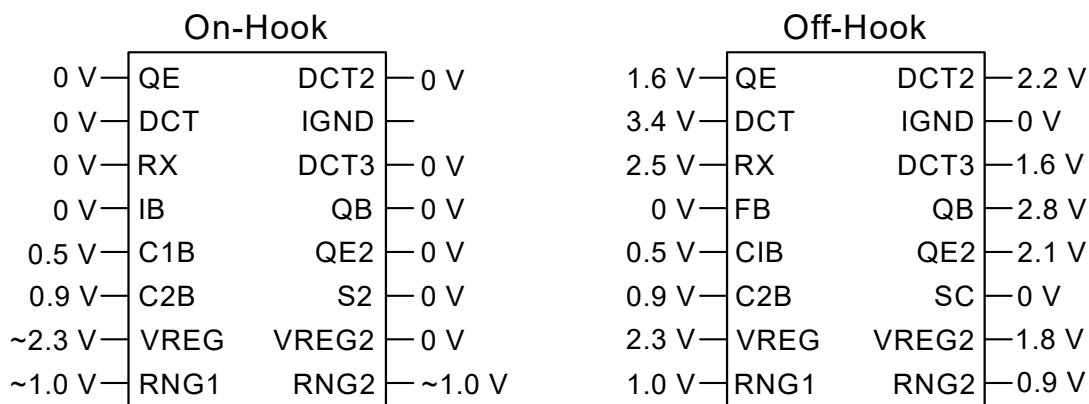 On-Hook Off-Hook
0 V QE DCT2 0 V 1.6 V QE DCT2 2.2 V
0 V DCT IGND 3.4 V DCT IGND 0 V
0 V RX DCT3 0 V 2.5 V RX DCT3 1.6 V
0 V IB QB 0 V 0 V FB QB 2.8 V
0.5 V C1B QE2 0 V 0.5 V CIB QE2 2.1 V
0.9 V C2B S2 0 V 0.9 V C2B SC 0 V
~2.3 V VREG VREG2 0 V 2.3 V VREG VREG2 1.8 V
~1.0 V RNG1 RNG2 ~1.0 V 1.0 V RNG1 RNG2 0.9 V